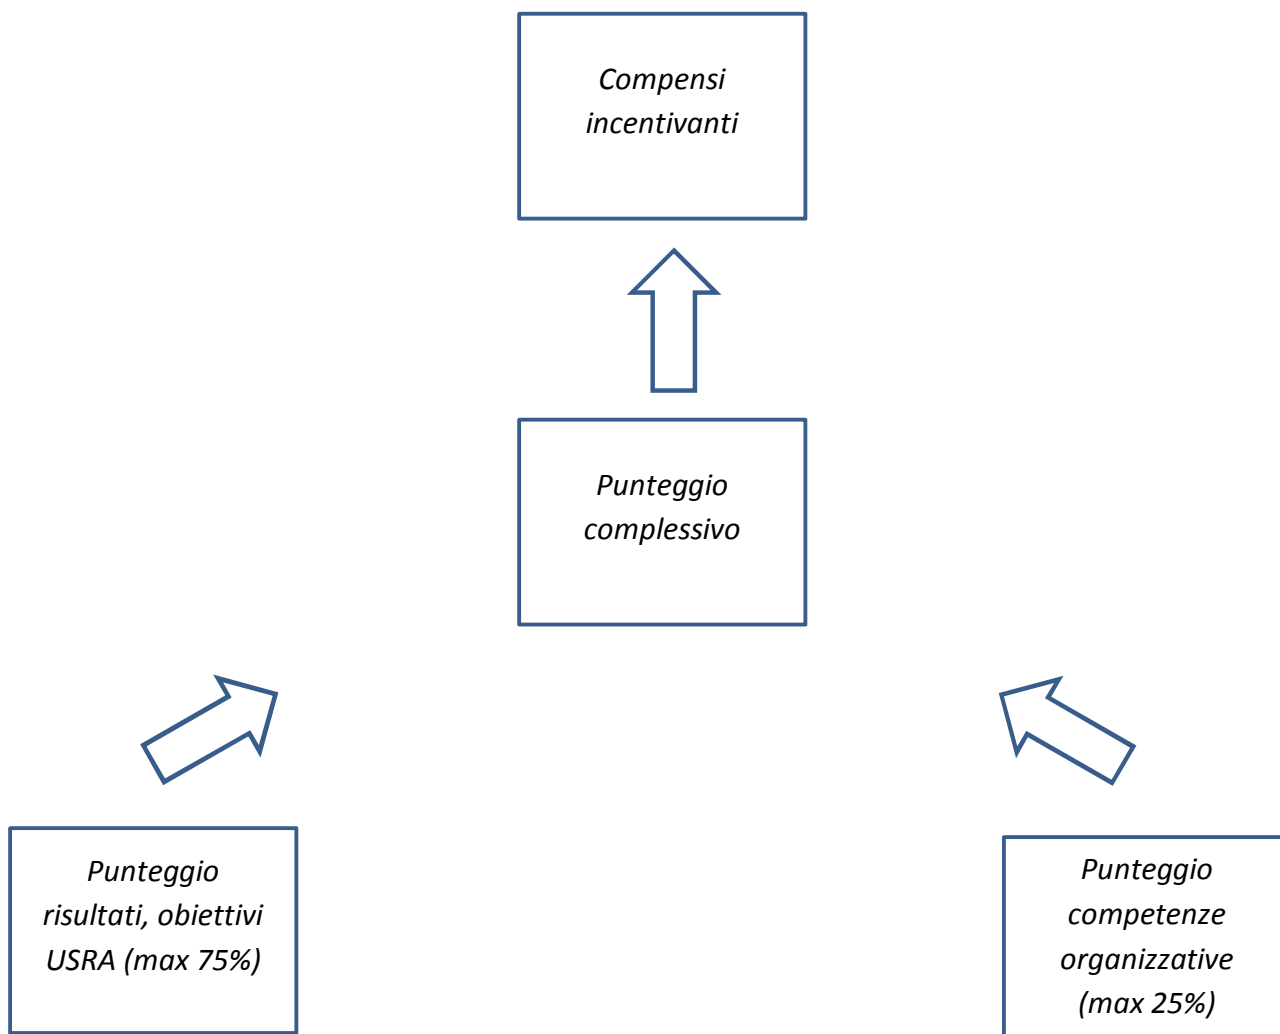 Compensi
incentivanti
Punteggio
complessivo
Punteggio
risultati, obiettivi
USRA (max 75%)
Punteggio
competenze
organizzative
(max 25%)